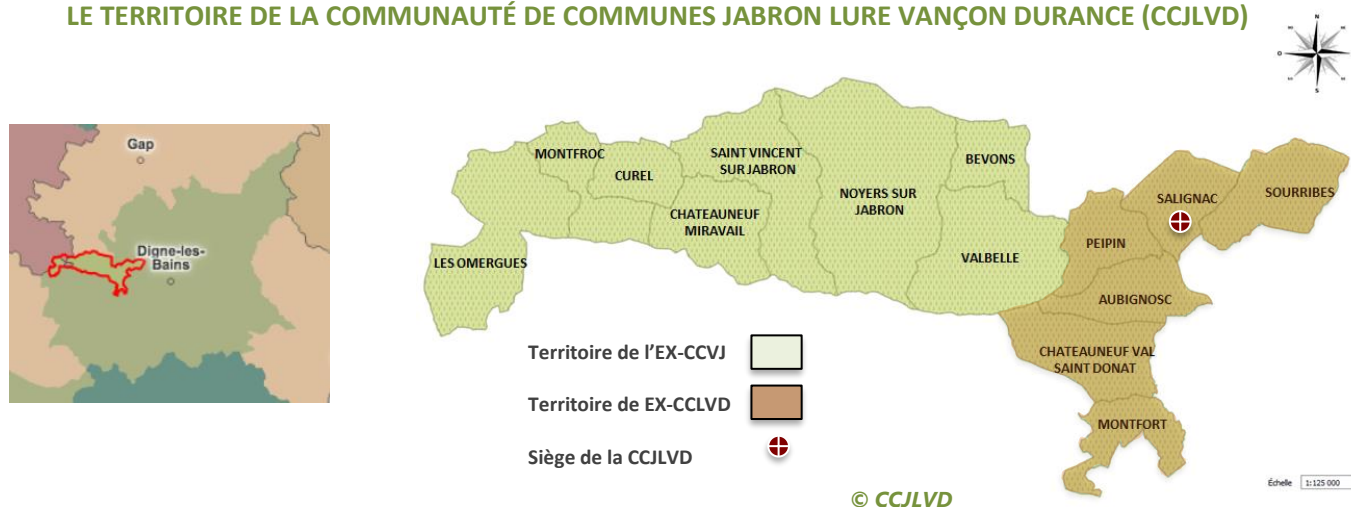 LE TERRITOIRE DE LA COMMUNAUTÉ DE COMMUNES JABRON LURE VANÇON DURANCE (CCJLVD)
N
O
S
Gap
Digne-les-
Bains
MONTFROC
CUREL
SAINT VINCENT
SUR JABRON
CHATEAUNEUF
MIRAVAIL
NOYERS SUR
JABRON
BEVONS
VALBELLE
LES OMERGUES
SALIGNAC
SOURRIBES
PEIPIN
AUBIGNOSC
CHATEAUNEUF VAL
SAINT DONAT
MONTFORT
Territoire de l’EX-CCVJ
Territoire de EX-CCLVD
Siège de la CCJLVD
© CCJLVD
Échelle 1:125 000